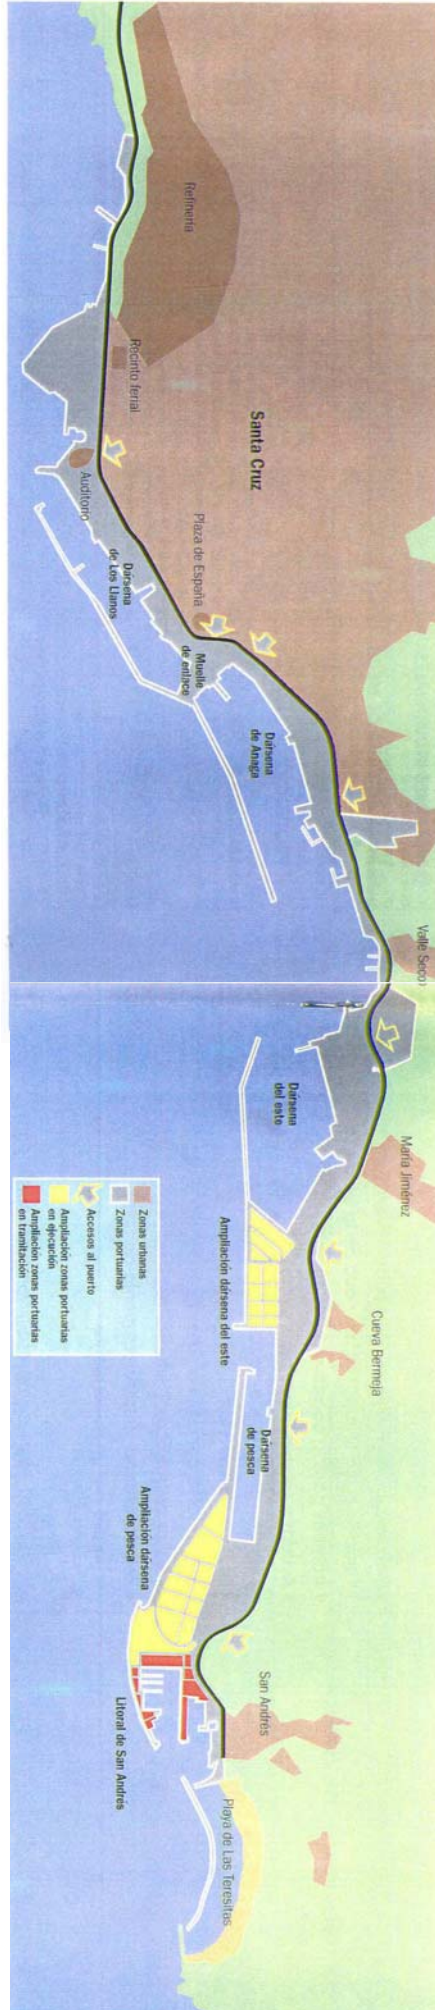 Refinería
Recinto ferial
Santa Cruz
Auditorio
Dársena
de Los Llanos
Plaza de España
Muelle
de enlace
Dársena
de Anaga
Valle Seco
Dársena
del este
María Jiménez
Ampliación dársena del este
Cueva Bermeja
Dársena
de pesca
Ampliación dársena
de pesca
San Andrés
Litoral de San Andrés
Playa de Las Teresitas
Zonas urbanas
Zonas portuarias
Accesos al puerto
Ampliación zonas portuarias
en ejecución
Ampliación zonas portuarias
en tramitación